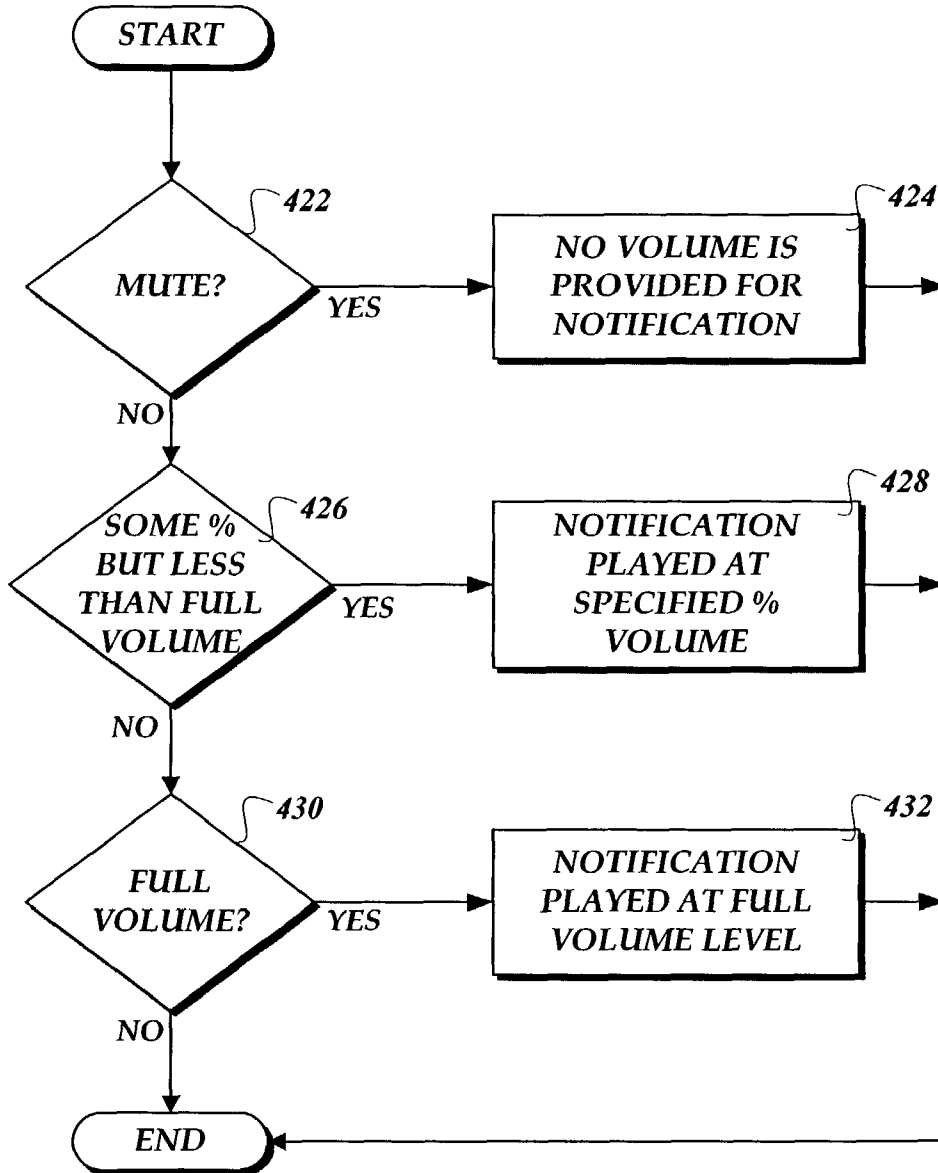 START
422
MUTE?
YES
NO
424
NO VOLUME IS
PROVIDED FOR
NOTIFICATION
426
SOME %
BUT LESS
THAN FULL
VOLUME
YES
NO
428
NOTIFICATION
PLAYED AT
SPECIFIED %
VOLUME
430
FULL
VOLUME?
YES
NO
432
NOTIFICATION
PLAYED AT FULL
VOLUME LEVEL
END